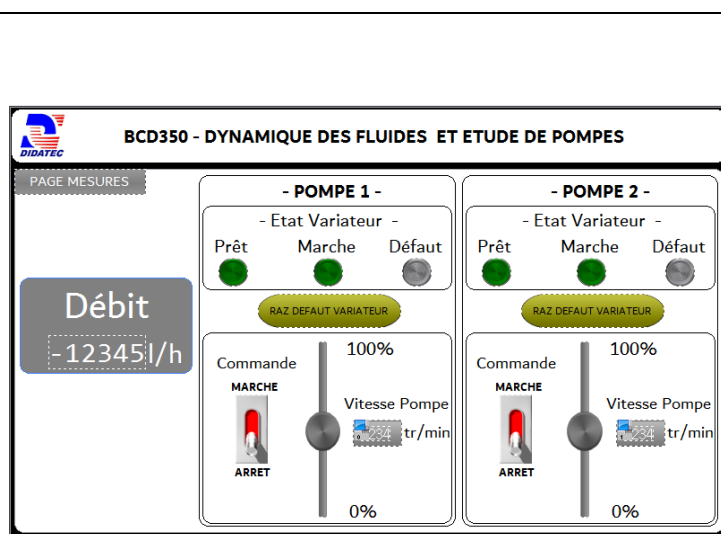 DIDATEC
BCD350 - DYNAMIQUE DES FLUIDES ET ETUDE DE POMPES
PAGE MESURES
Débit
-12345 l/h
- POMPE 1 -
- Etat Variateur -
Prêt Marche Défaut
RAZ DEFAUT VARIATEUR
Commande
MARCHE
ARRET
100%
Vitesse Pompe
234 tr/min
0%
- POMPE 2 -
- Etat Variateur -
Prêt Marche Défaut
RAZ DEFAUT VARIATEUR
Commande
MARCHE
ARRET
100%
Vitesse Pompe
234 tr/min
0%